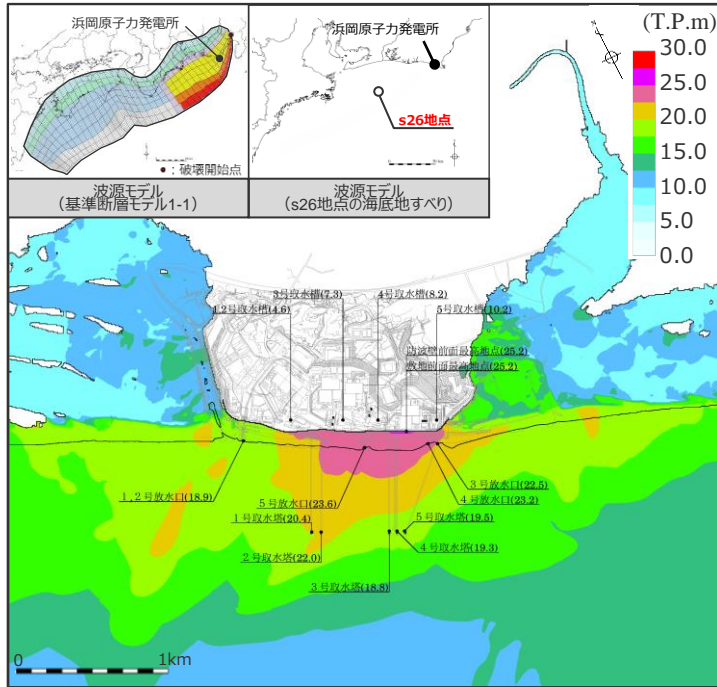 浜岡原子力発電所
●：破壊開始点
波源モデル
（基準断層モデル1-1）
浜岡原子力発電所
s26地点
波源モデル
（s26地点の海底地すべり）
(T.P.m)
30.0
25.0
20.0
15.0
10.0
5.0
0.0
3号取水槽(7.3)
4号取水槽(8.2)
1,2号取水槽(4.6)
5号取水槽(10.2)
防波壁前面最高地点(25.2)
敷地前面最高地点(25.2)
1,2号放水口(18.9)
5号放水口(23.6)
3号放水口(22.5)
4号放水口(23.2)
1号取水塔(20.4)
2号取水塔(22.0)
3号取水塔(18.8)
5号取水塔(19.5)
4号取水塔(19.3)
0
1km